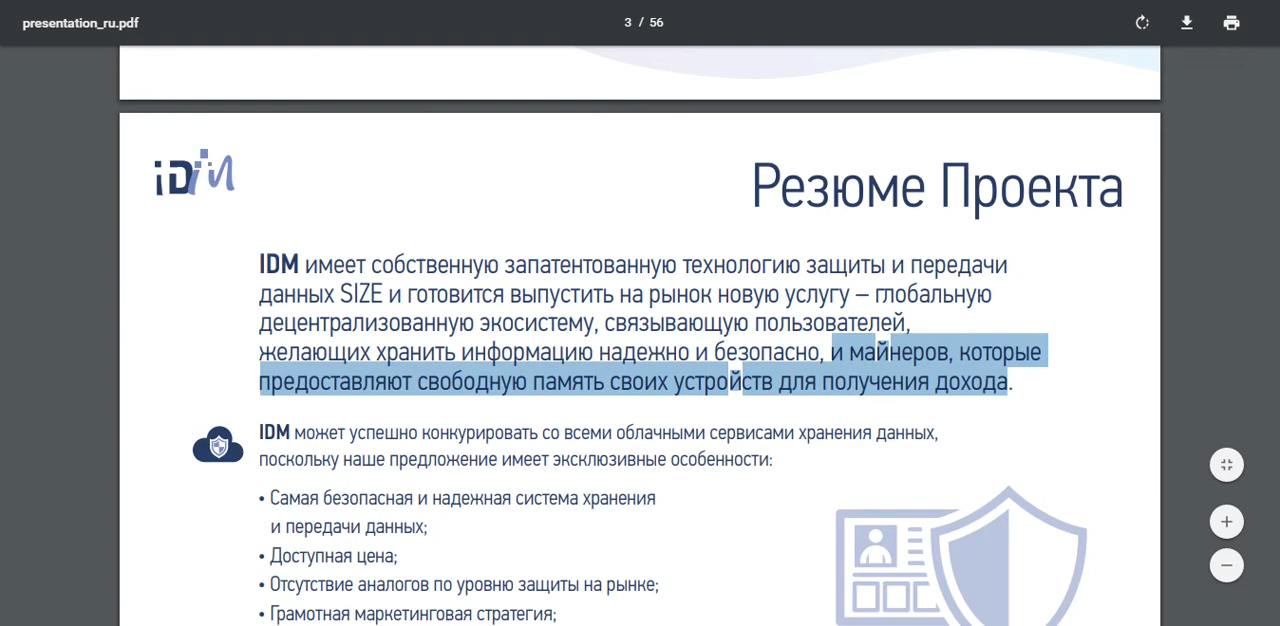 presentation_ru.pdf
3 / 56
iDM
Резюме Проекта
IDM имеет собственную запатентованную технологию защиты и передачи
данных SIZE и готовится выпустить на рынок новую услугу – глобальную
децентрализованную экосистему, связывающую пользователей,
желающих хранить информацию надежно и безопасно, и майнеров, которые
предоставляют свободную память своих устройств для получения дохода.
IDM может успешно конкурировать со всеми облачными сервисами хранения данных,
поскольку наше предложение имеет эксклюзивные особенности:
• Самая безопасная и надежная система хранения
и передачи данных;
• Доступная цена;
• Отсутствие аналогов по уровню защиты на рынке;
• Грамотная маркетинговая стратегия;